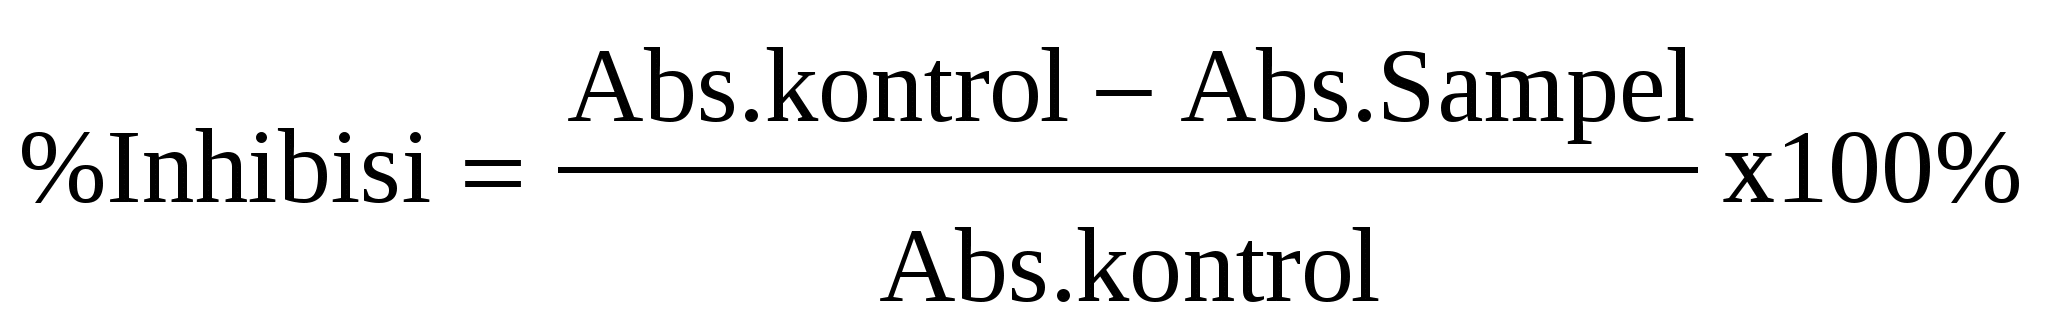 %Inhibisi = Abs.kontrol – Abs.Sampel / Abs.kontrol x100%